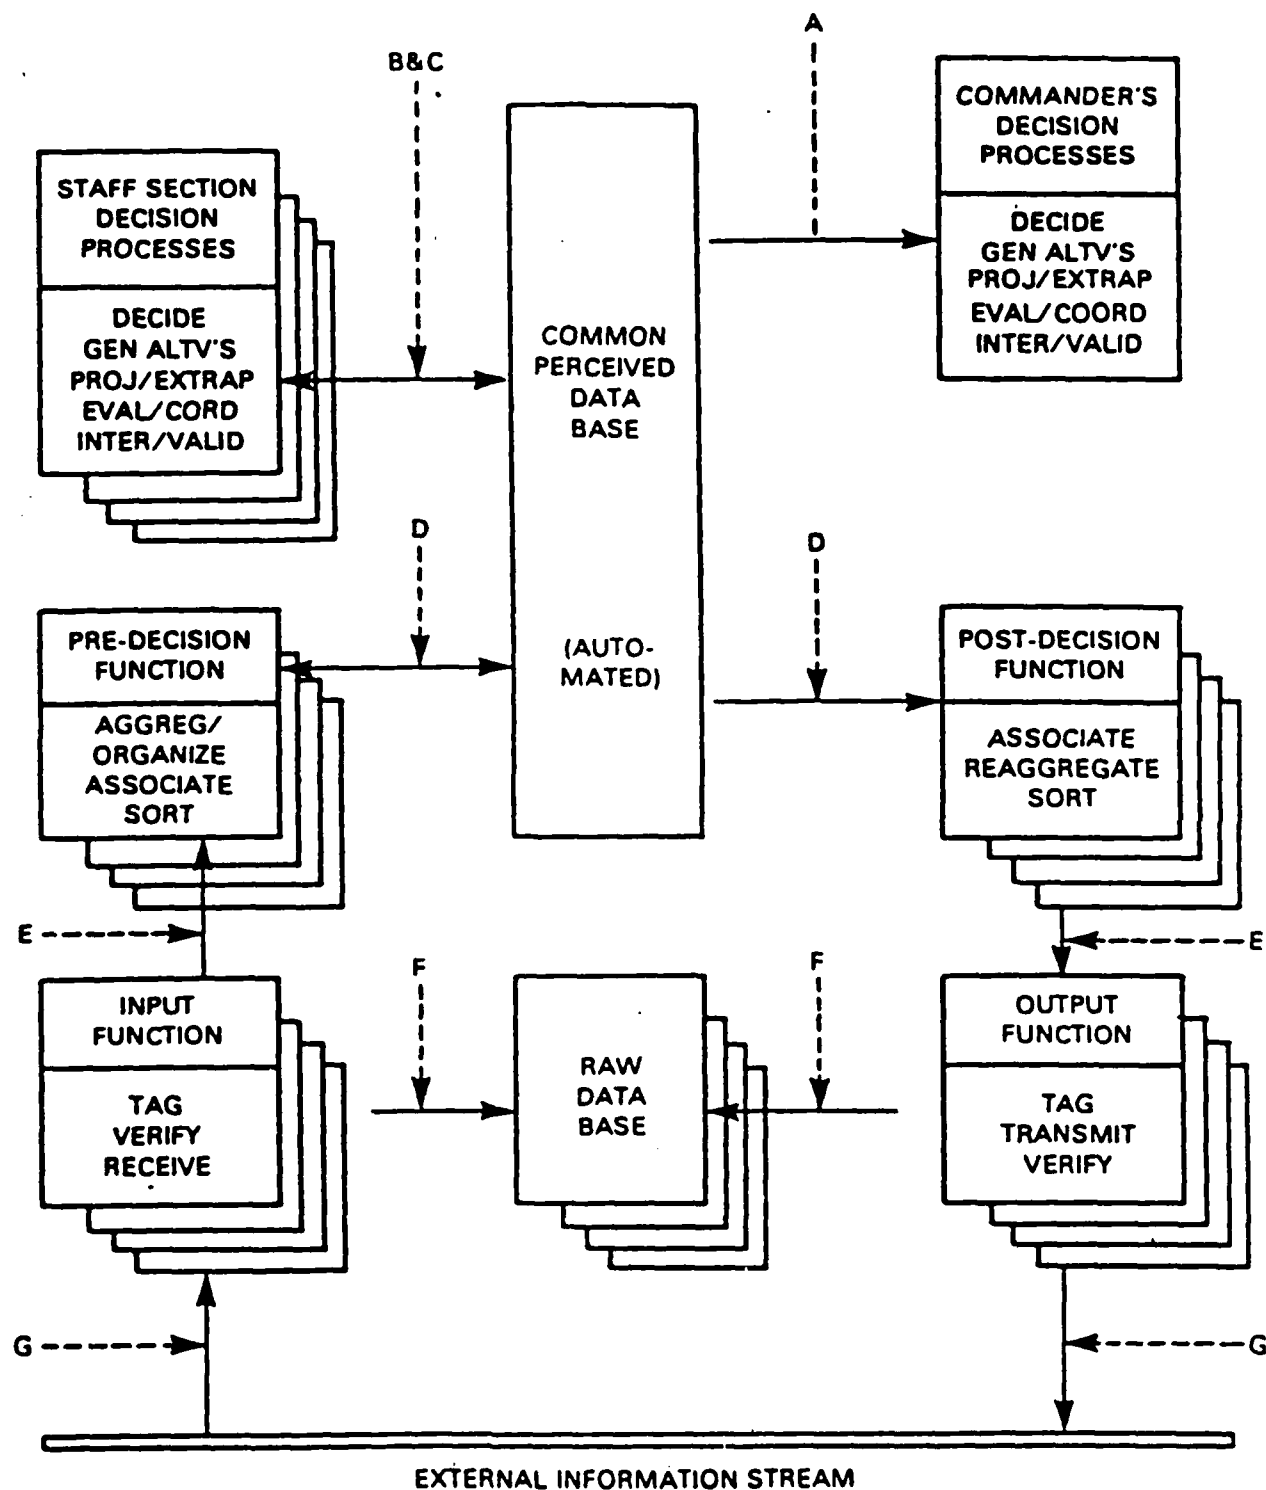 A
B&C
COMMANDER'S
DECISION
PROCESSES
DECIDE
GEN ALTV'S
PROJ/EXTRAP
EVAL/COORD
INTER/VALID
STAFF SECTION
DECISION
PROCESSES
DECIDE
GEN ALTV'S
PROJ/EXTRAP
EVAL/CORD
INTER/VALID
COMMON
PERCEIVED
DATA
BASE
(AUTO-
MATED)
D
D
PRE-DECISION
FUNCTION
AGGREG/
ORGANIZE
ASSOCIATE
SORT
POST-DECISION
FUNCTION
ASSOCIATE
REAGGREGATE
SORT
E
E
F
F
INPUT
FUNCTION
TAG
VERIFY
RECEIVE
RAW
DATA
BASE
OUTPUT
FUNCTION
TAG
TRANSMIT
VERIFY
G
G
EXTERNAL INFORMATION STREAM